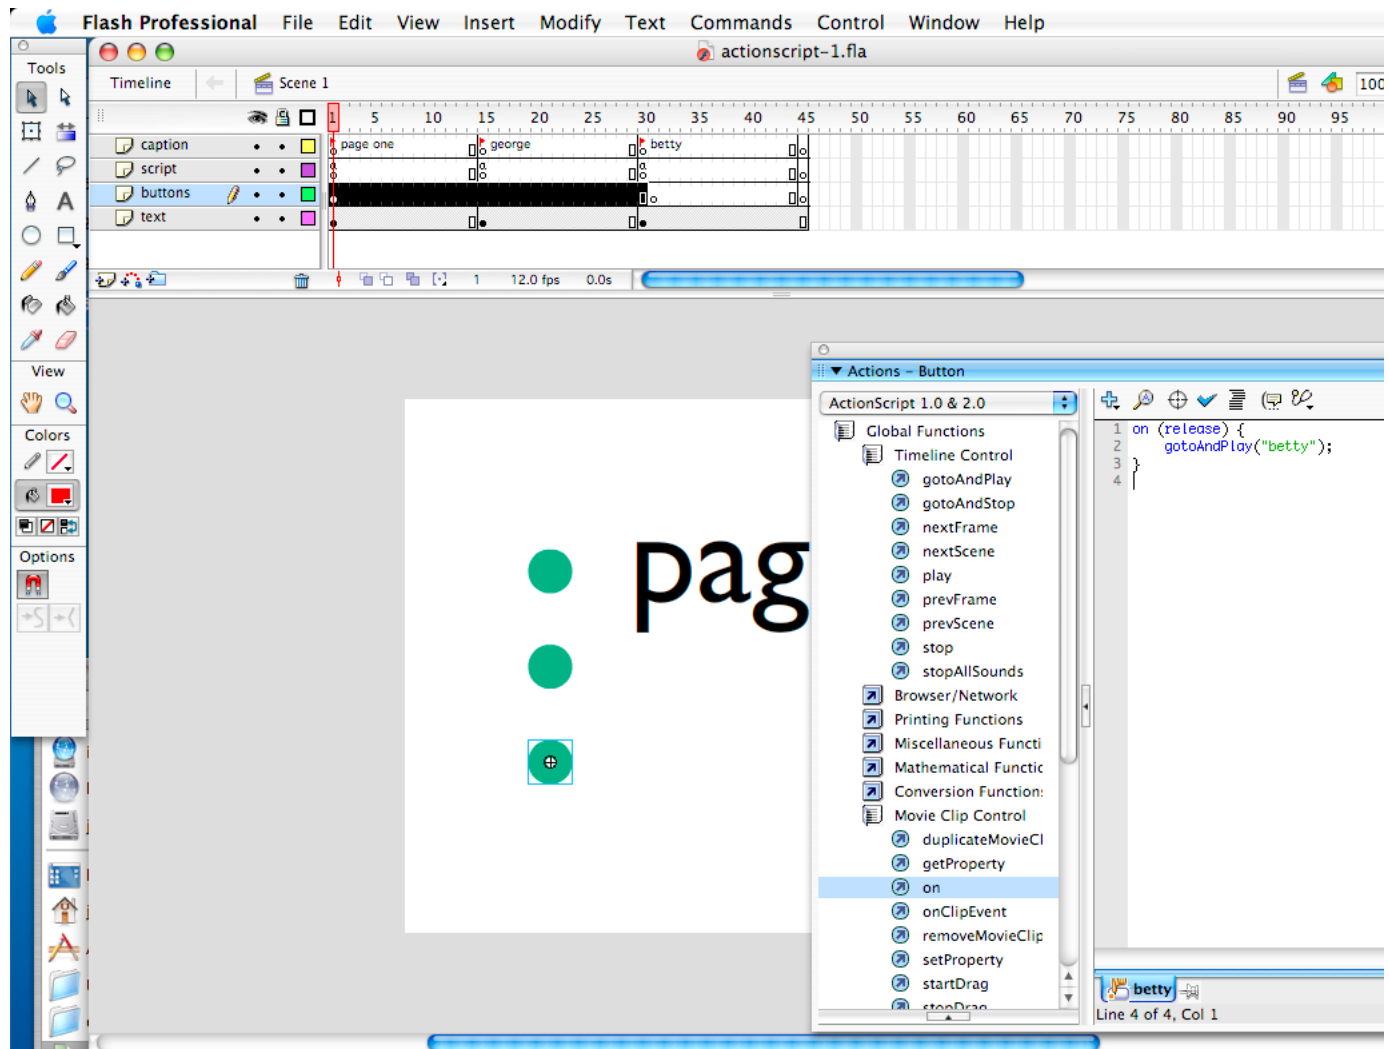 Flash Professional File Edit View Insert Modify Text Commands Control Window Help
actionscript-1.fla
Tools
Timeline Scene 1
100
1 5 10 15 20 25 30 35 40 45 50 55 60 65 70 75 80 85 90 95
caption page one george betty
script
buttons
text
1 12.0 fps 0.0s
View
Colors
Options
pag
Actions – Button
ActionScript 1.0 & 2.0
Global Functions
Timeline Control
gotoAndPlay
gotoAndStop
nextFrame
nextScene
play
prevFrame
prevScene
stop
stopAllSounds
Browser/Network
Printing Functions
Miscellaneous Functi
Mathematical Functic
Conversion Function
Movie Clip Control
duplicateMovieCl
getProperty
on
onClipEvent
removeMovieClip
setProperty
startDrag
stopDrag
1 on (release) {
2 gotoAndPlay("betty");
3 }
4
betty
Line 4 of 4, Col 1